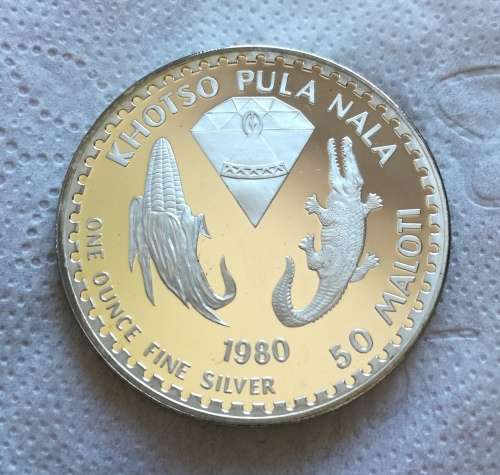 KHOTSO PULA NALA
1980
50 MALOTI
ONE OUNCE FINE SILVER